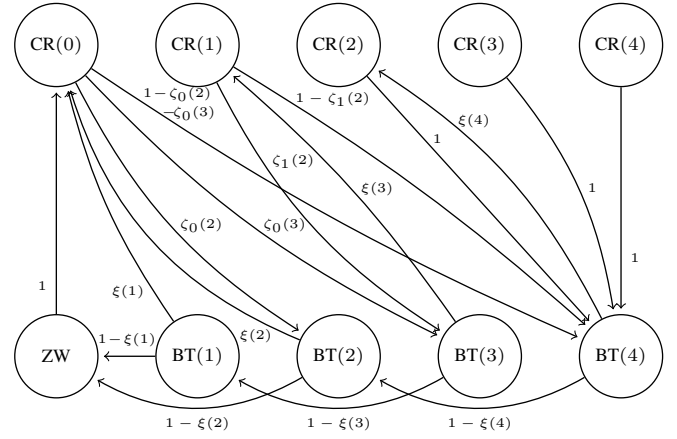 CR(0)
CR(1)
CR(2)
CR(3)
CR(4)
1−ζ₀(2)
−ζ₀(3)
1 − ζ₁(2)
ξ(4)
1
ζ₁(2)
ξ(3)
1
ζ₀(2)
ζ₀(3)
1
1
ξ(1)
ξ(2)
1−ξ(1)
ZW
BT(1)
BT(2)
BT(3)
BT(4)
1 − ξ(2)
1 − ξ(3)
1 − ξ(4)